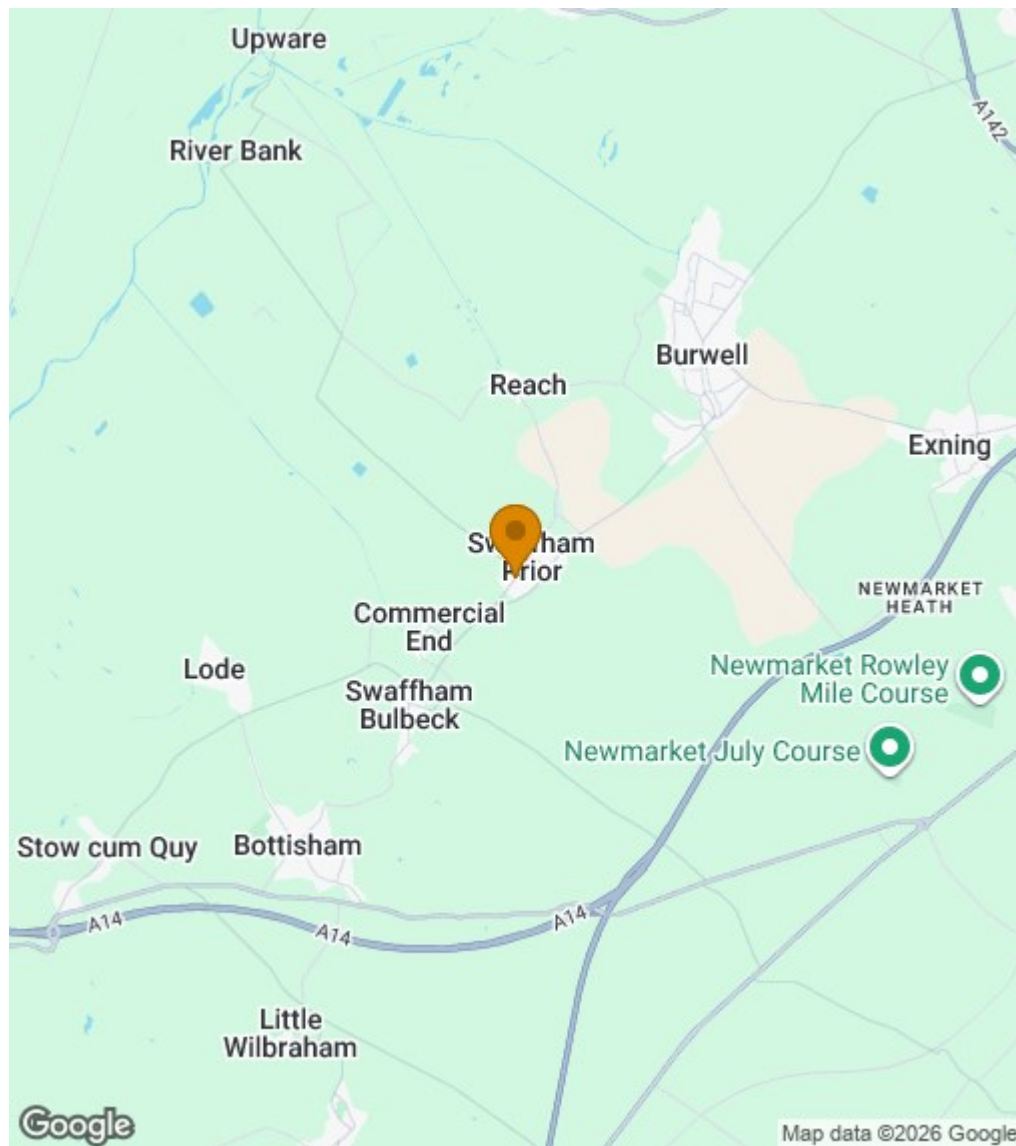 Upware
River Bank
A142
Burwell
Reach
Exning
Swaffham
Prior
NEWMARKET
HEATH
Commercial
End
Lode
Newmarket Rowley
Mile Course
Swaffham
Bulbeck
Newmarket July Course
Stow cum Quy
Bottisham
A14
A14
A14
Little
Wilbraham
Google
Map data ©2026 Google